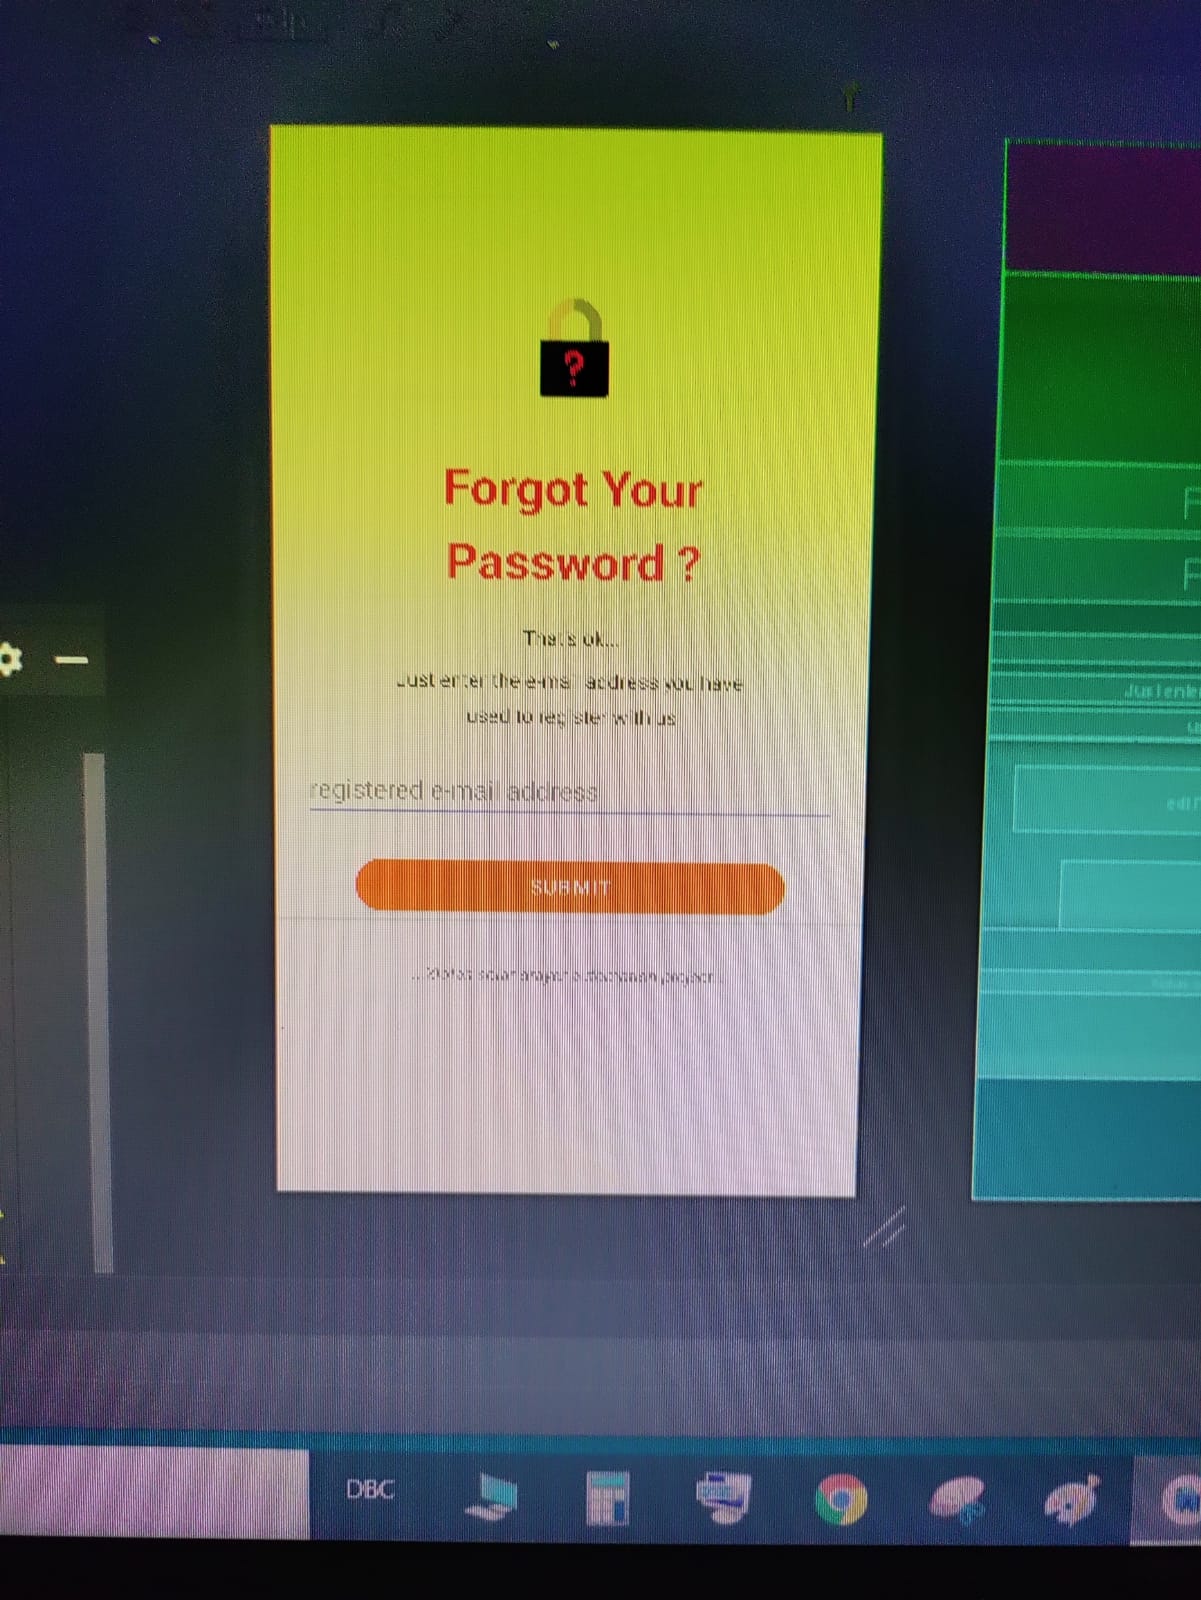 ?
Forgot Your
Password ?
That's ok...
Just enter the e-mail address you have
used to register with us
registered e-mail address
SUBMIT
project
Just ente
DBC